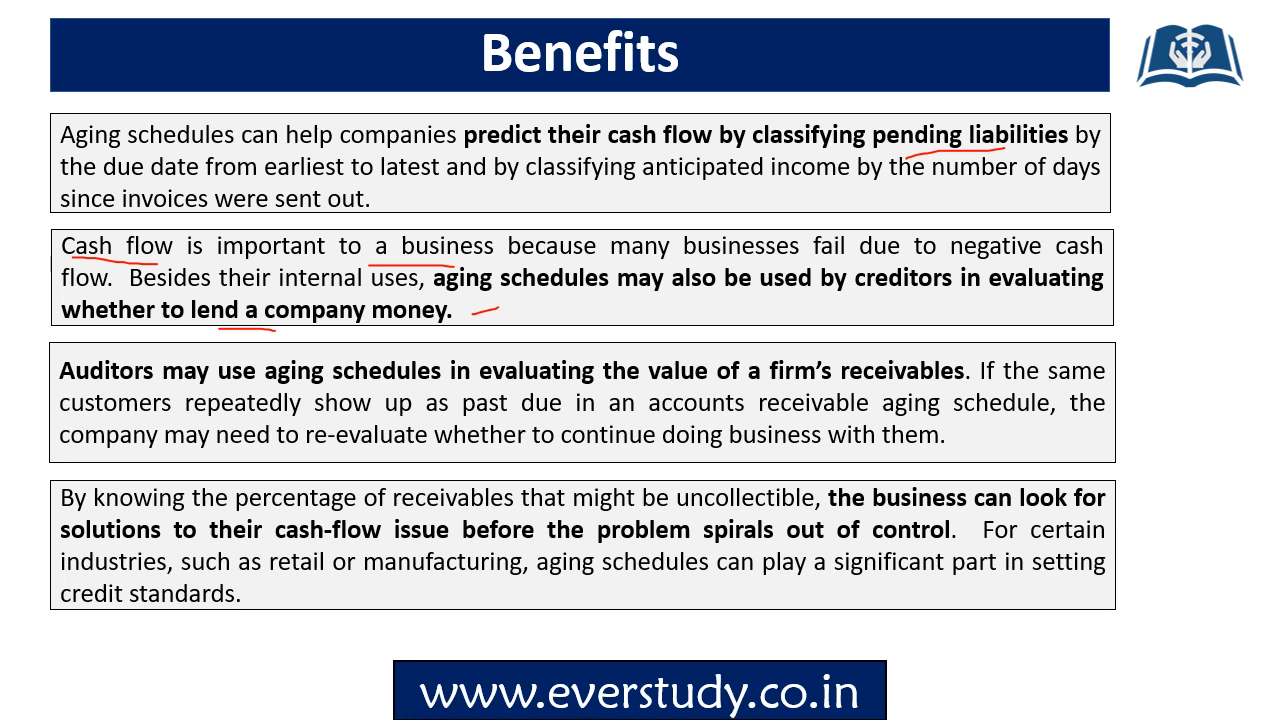 Benefits
Aging schedules can help companies predict their cash flow by classifying pending liabilities by
the due date from earliest to latest and by classifying anticipated income by the number of days
since invoices were sent out.
Cash flow is important to a business because many businesses fail due to negative cash
flow.  Besides their internal uses, aging schedules may also be used by creditors in evaluating
whether to lend a company money.
Auditors may use aging schedules in evaluating the value of a firm’s receivables. If the same
customers repeatedly show up as past due in an accounts receivable aging schedule, the
company may need to re-evaluate whether to continue doing business with them.
By knowing the percentage of receivables that might be uncollectible, the business can look for
solutions to their cash-flow issue before the problem spirals out of control.  For certain
industries, such as retail or manufacturing, aging schedules can play a significant part in setting
credit standards.
www.everstudy.co.in